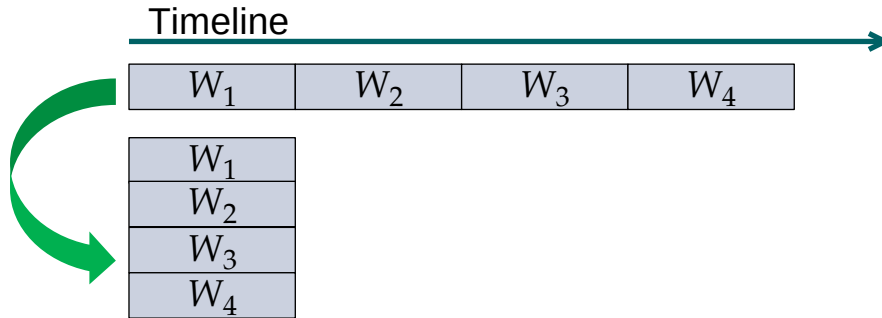 Timeline
W₁ W₂ W₃ W₄
W₁
W₂
W₃
W₄